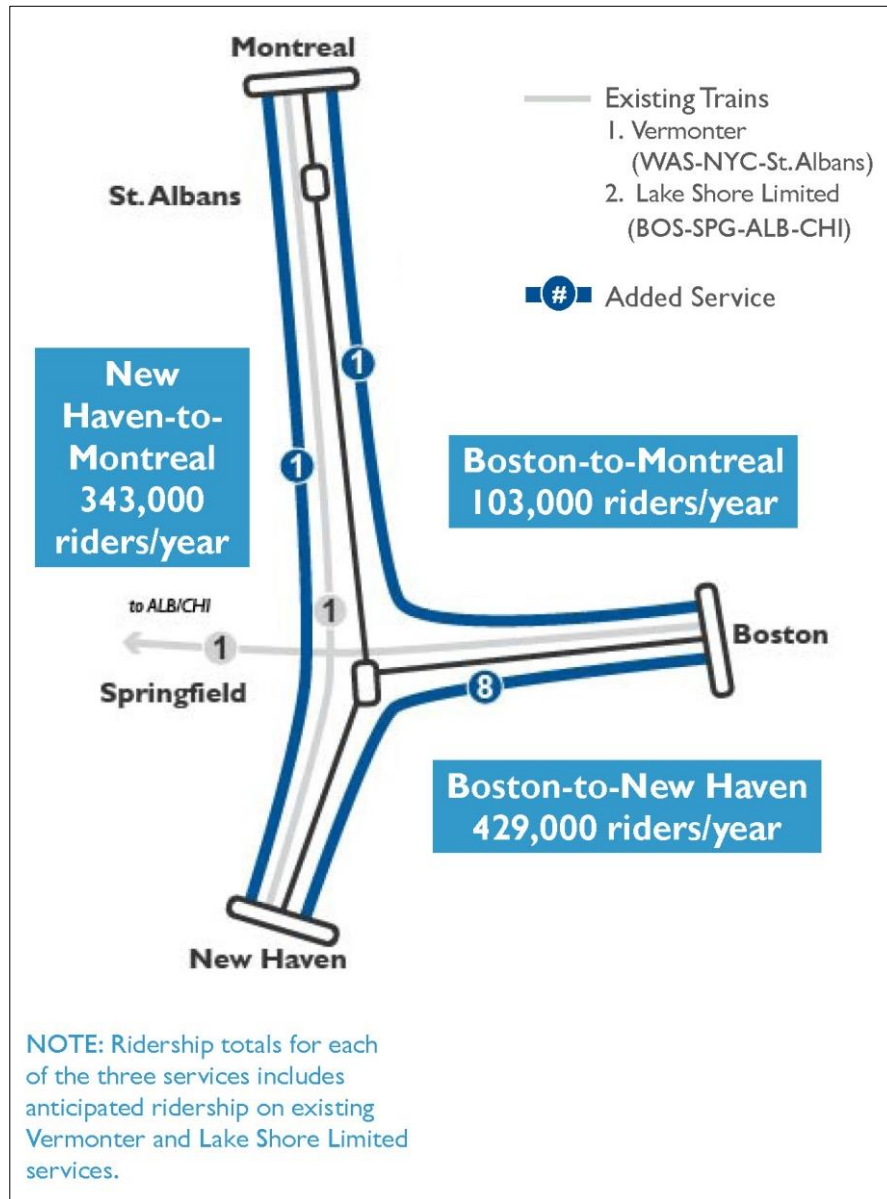 Montreal
Existing Trains
1. Vermonter
(WAS-NYC-St. Albans)
2. Lake Shore Limited
(BOS-SPG-ALB-CHI)
St. Albans
# Added Service
1
New
Haven-to-
Montreal
343,000
riders/year
1
Boston-to-Montreal
103,000 riders/year
to ALB/CHI
1
1
Boston
Springfield
8
Boston-to-New Haven
429,000 riders/year
New Haven
NOTE: Ridership totals for each
of the three services includes
anticipated ridership on existing
Vermonter and Lake Shore Limited
services.